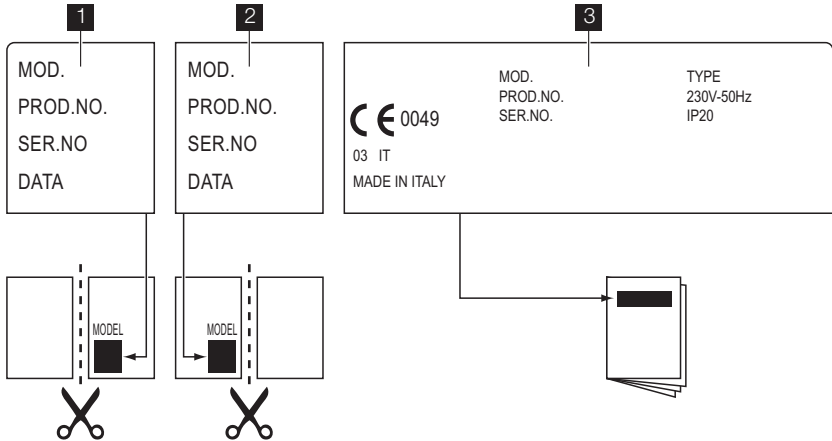 1
MOD.
PROD.NO.
SER.NO
DATA
2
MOD.
PROD.NO.
SER.NO
DATA
3
MOD. TYPE
PROD.NO. 230V-50Hz
SER.NO. IP20
CE 0049
03 IT
MADE IN ITALY
MODEL
MODEL